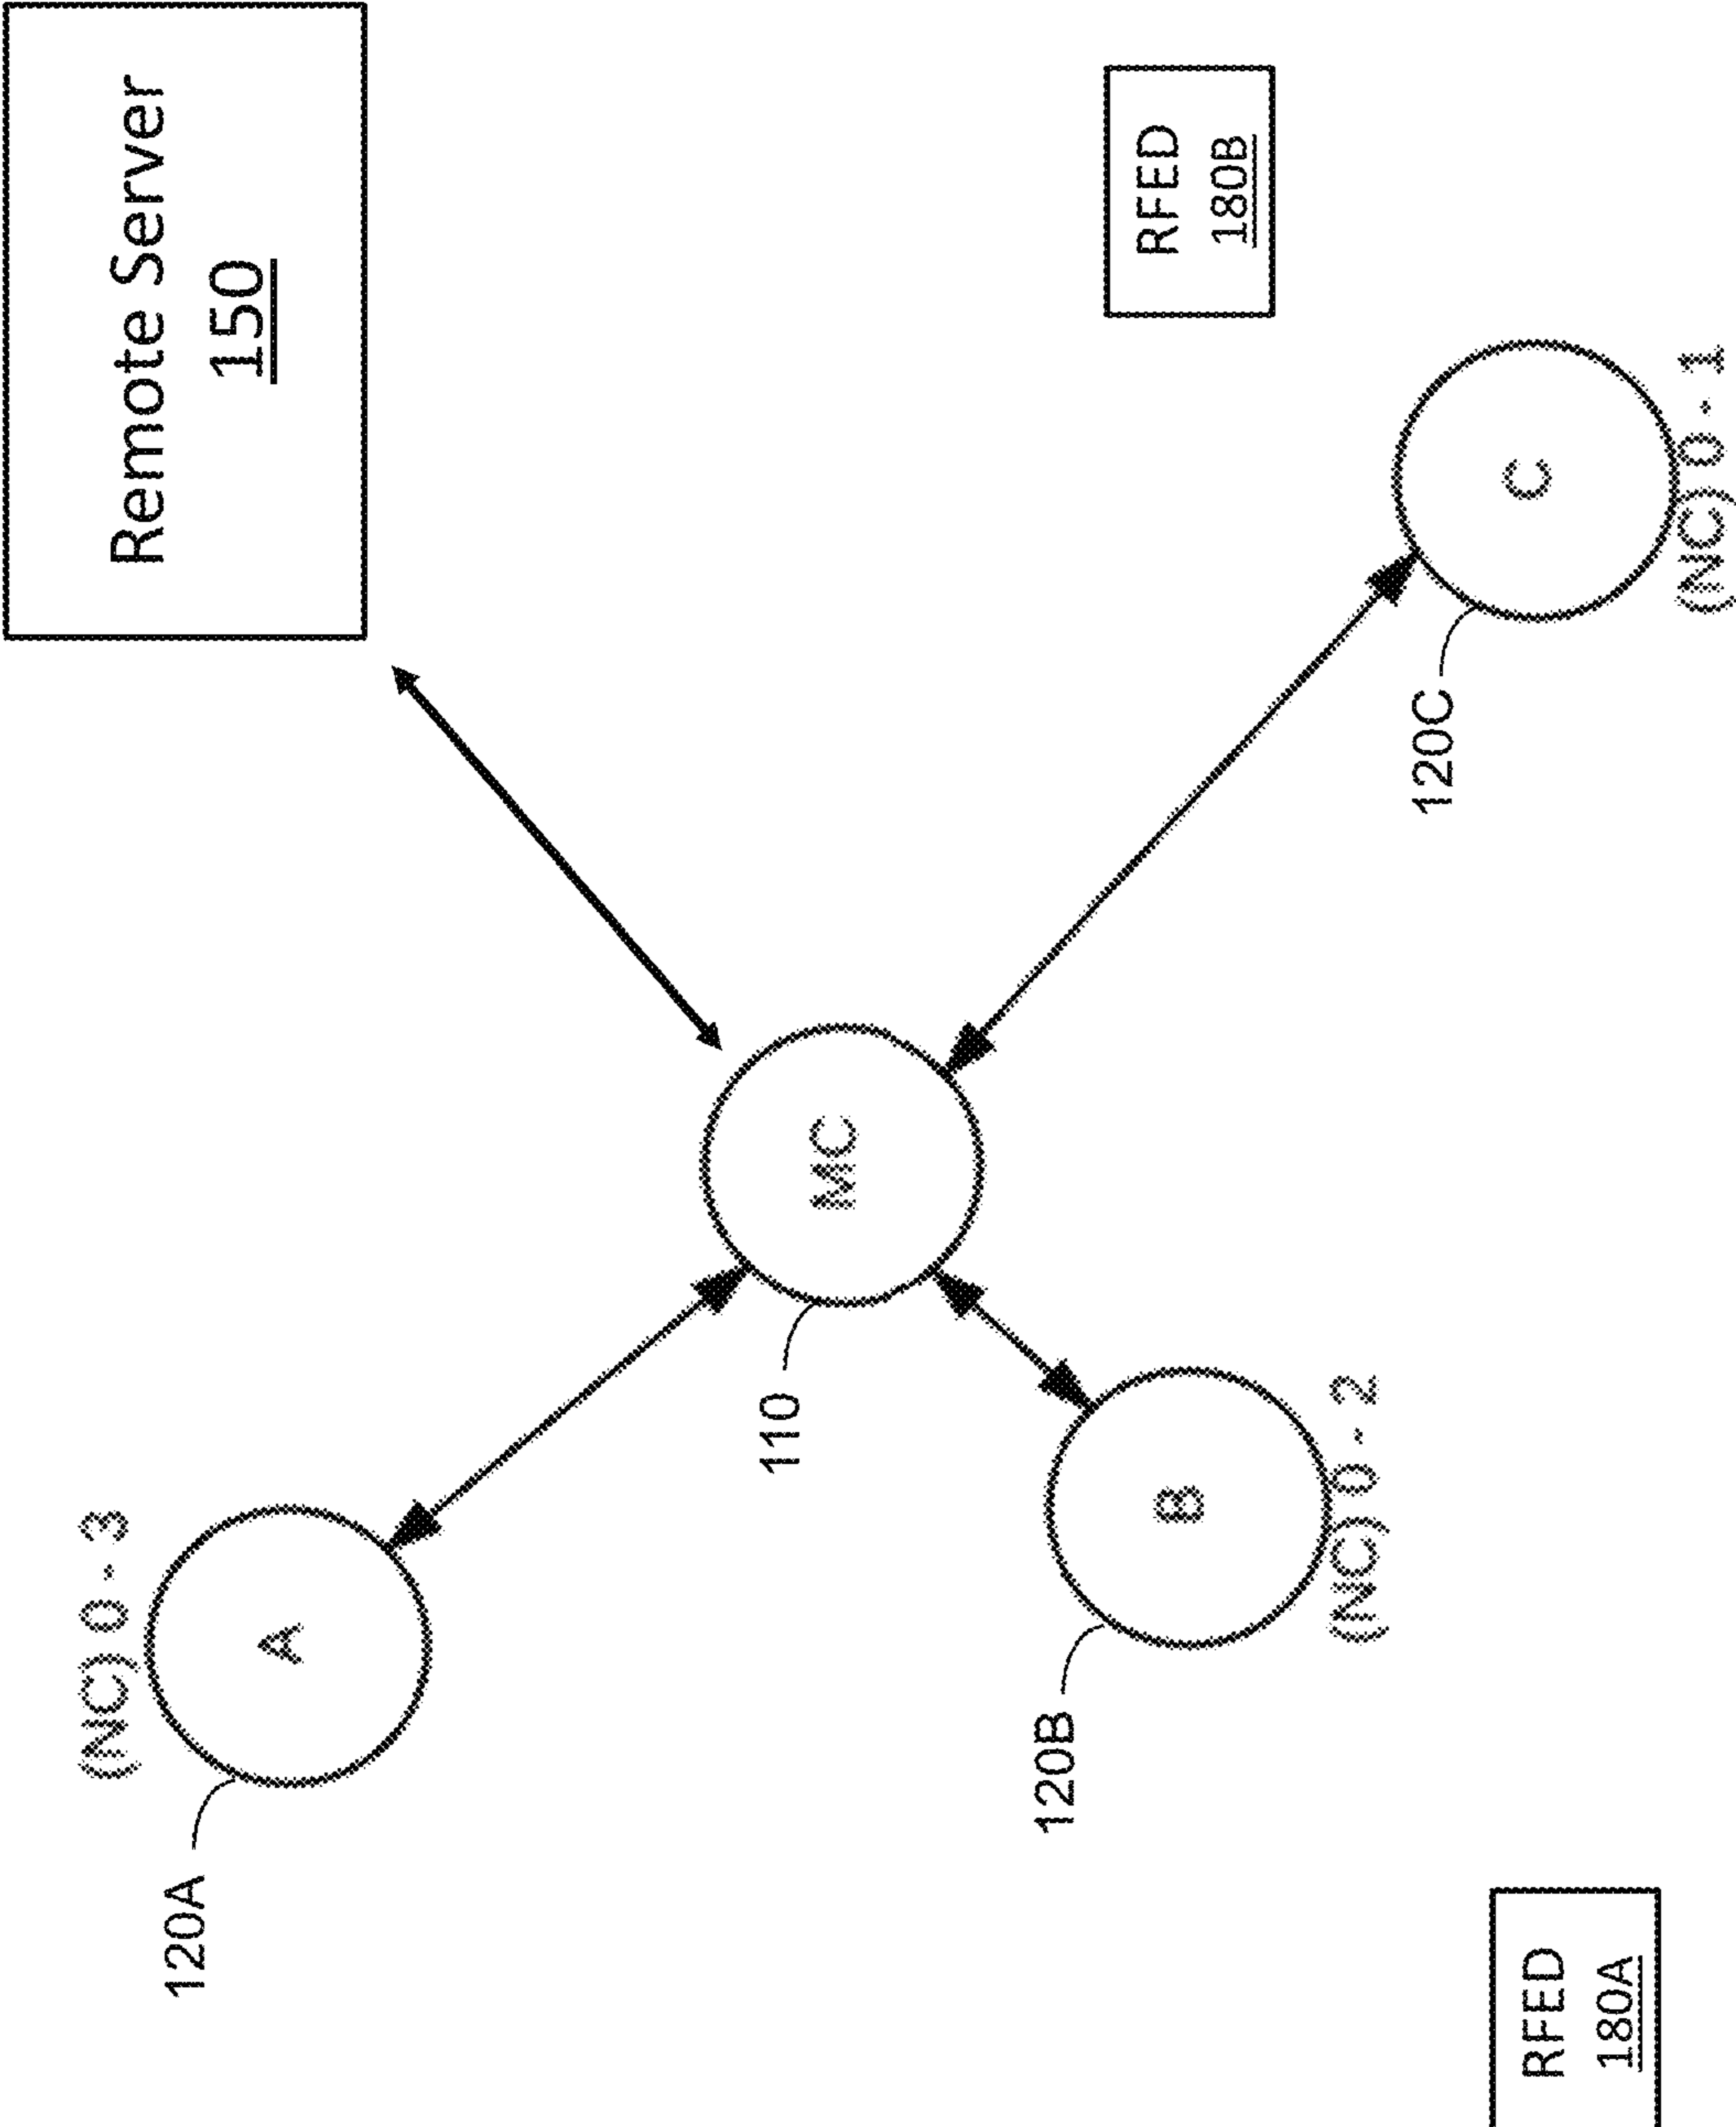 Remote Server
150
(NC) 0 - 3
A
120A
MC
110
B
120B
(NC) 0 - 2
C
120C
(NC) 0 - 1
RFED
180A
RFED
180B